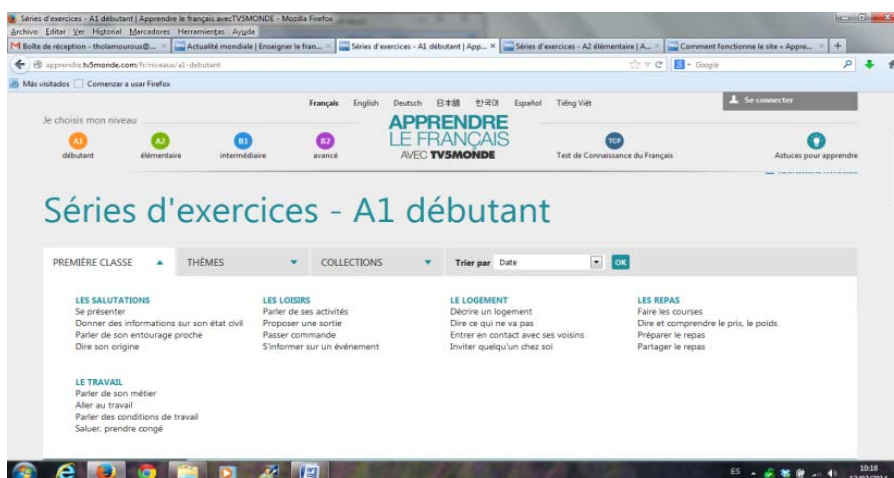 Séries d'exercices - A1 débutant | Apprendre le français avecTV5MONDE - Mozilla Firefox
Archivo Editar Ver Historial Marcadores Herramientas Ayuda
Boîte de réception - tholamouroux@... × Actualité mondiale | Enseigner le fran... × Séries d'exercices - A1 débutant | App... × Séries d'exercices - A2 élémentaire | A... × Comment fonctionne le site « Appre... × +
apprendre.tv5monde.com/fr/niveaux/a1-debutant
Google
Más visitados Comenzar a usar Firefox
Français English Deutsch 日本語 한국어 Español Tiếng Việt
Se connecter
Je choisis mon niveau
APPRENDRE
LE FRANÇAIS
AVEC TV5MONDE
A1 A2 B1 B2 TCF
débutant élémentaire intermédiaire avancé Test de Connaissance du Français Astuces pour apprendre
Séries d'exercices - A1 débutant
PREMIÈRE CLASSE THÈMES COLLECTIONS Trier par Date OK
LES SALUTATIONS
Se présenter
Donner des informations sur son état civil
Parler de son entourage proche
Dire son origine
LES LOISIRS
Parler de ses activités
Proposer une sortie
Passer commande
S'informer sur un événement
LE LOGEMENT
Décrire un logement
Dire ce qui ne va pas
Entrer en contact avec ses voisins
Inviter quelqu'un chez soi
LES REPAS
Faire les courses
Dire et comprendre le prix, le poids
Préparer le repas
Partager le repas
LE TRAVAIL
Parler de son métier
Aller au travail
Parler des conditions de travail
Saluer, prendre congé
ES
10:18